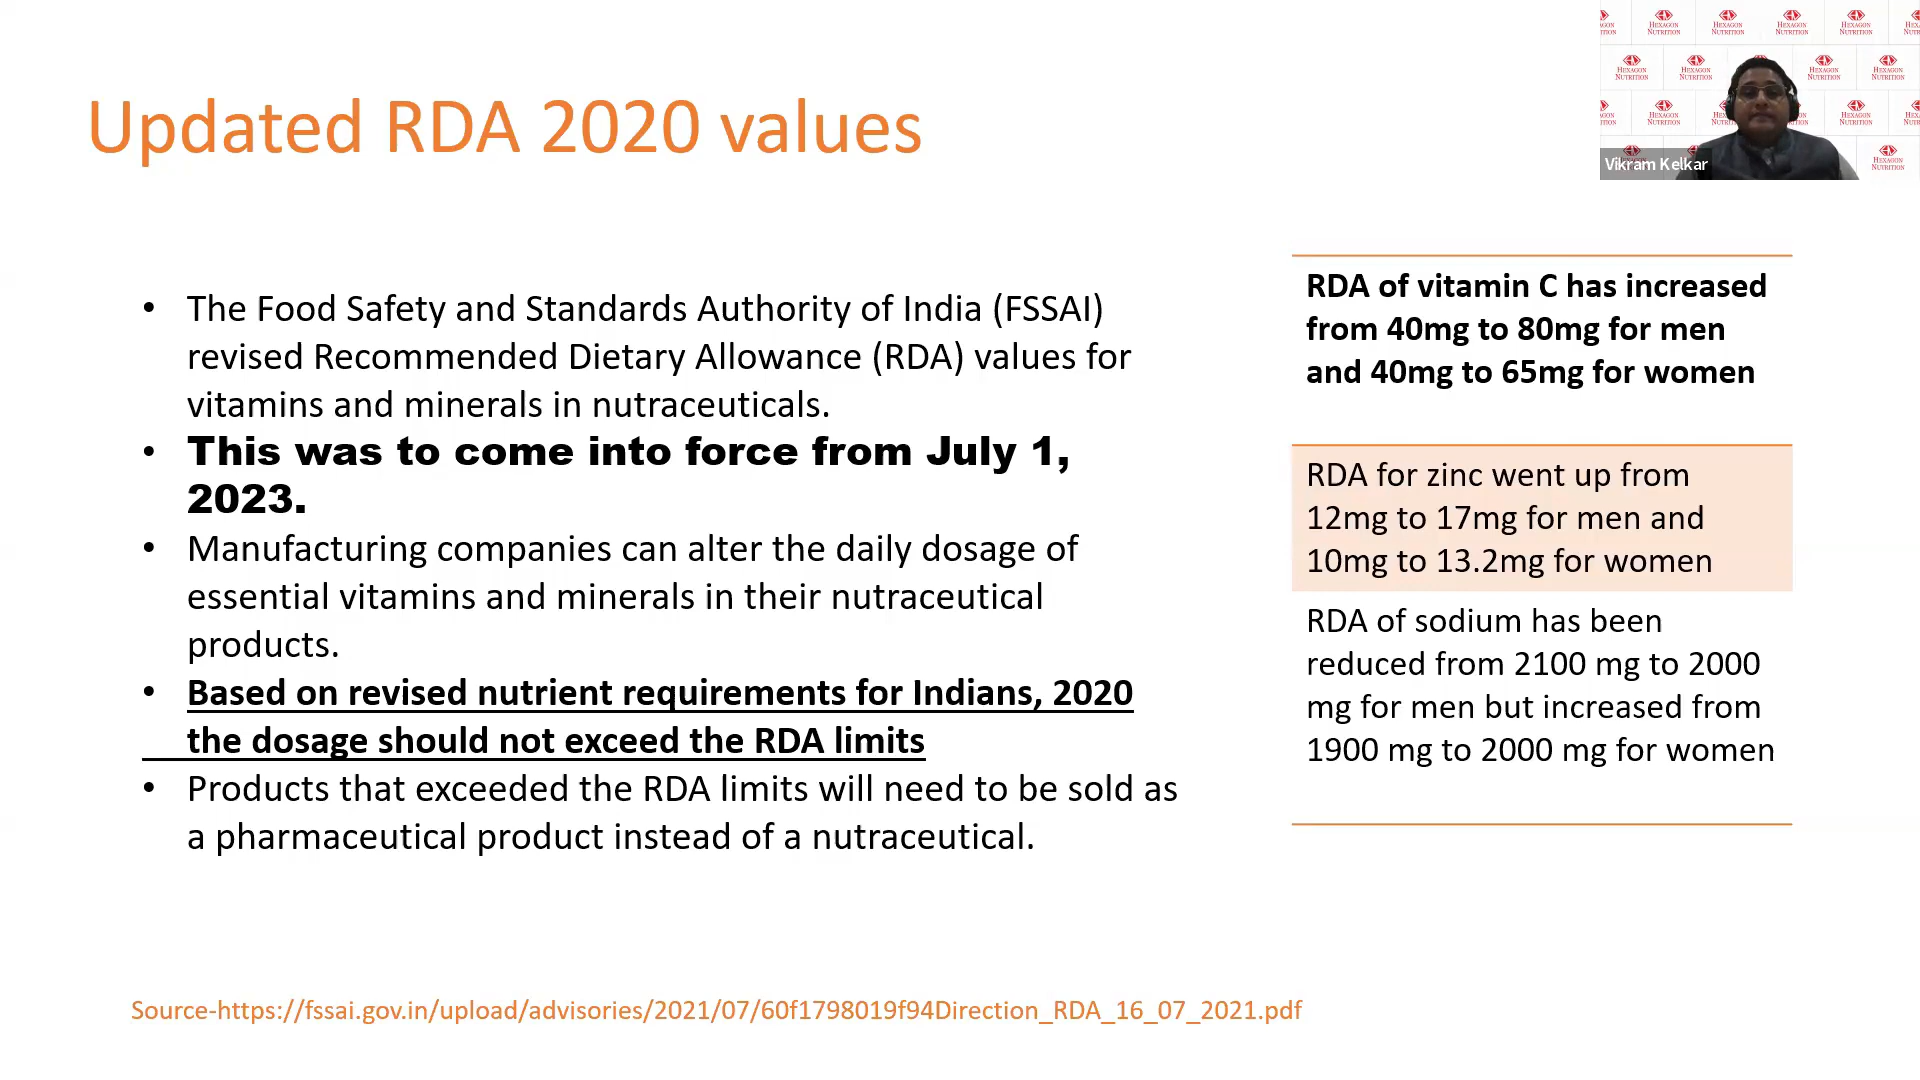 Updated RDA 2020 values
HEXAGON
NUTRITION
Vikram Kelkar
• The Food Safety and Standards Authority of India (FSSAI)
revised Recommended Dietary Allowance (RDA) values for
vitamins and minerals in nutraceuticals.
• This was to come into force from July 1,
2023.
• Manufacturing companies can alter the daily dosage of
essential vitamins and minerals in their nutraceutical
products.
• Based on revised nutrient requirements for Indians, 2020
the dosage should not exceed the RDA limits
• Products that exceeded the RDA limits will need to be sold as
a pharmaceutical product instead of a nutraceutical.
RDA of vitamin C has increased
from 40mg to 80mg for men
and 40mg to 65mg for women
RDA for zinc went up from
12mg to 17mg for men and
10mg to 13.2mg for women
RDA of sodium has been
reduced from 2100 mg to 2000
mg for men but increased from
1900 mg to 2000 mg for women
Source-https://fssai.gov.in/upload/advisories/2021/07/60f1798019f94Direction_RDA_16_07_2021.pdf